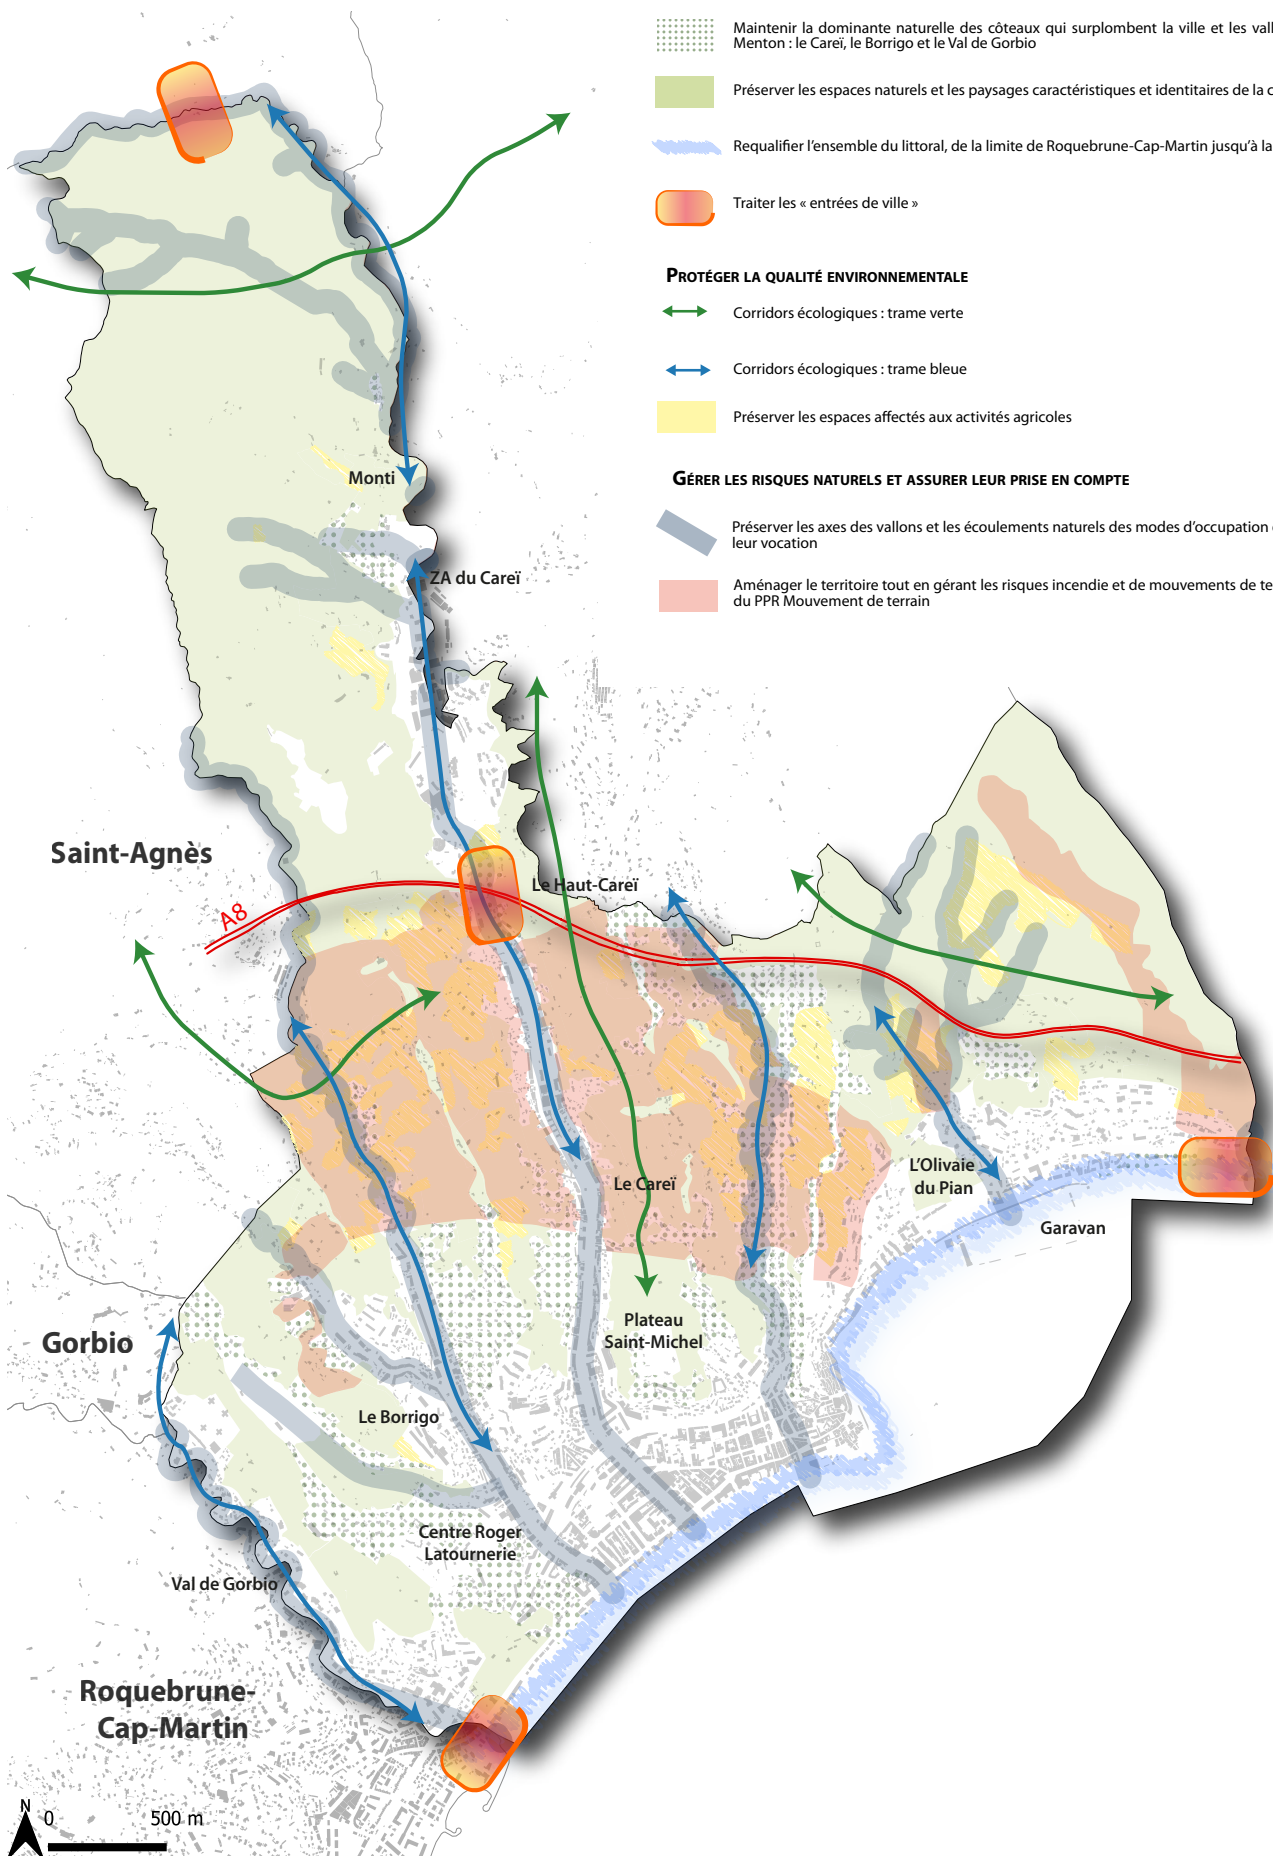 Maintenir la dominante naturelle des côteaux qui surplombent la ville et les vall
Menton : le Careï, le Borrigo et le Val de Gorbio
Préserver les espaces naturels et les paysages caractéristiques et identitaires de la c
Requalifier l'ensemble du littoral, de la limite de Roquebrune-Cap-Martin jusqu'à la
Traiter les « entrées de ville »
PROTÉGER LA QUALITÉ ENVIRONNEMENTALE
Corridors écologiques : trame verte
Corridors écologiques : trame bleue
Préserver les espaces affectés aux activités agricoles
GÉRER LES RISQUES NATURELS ET ASSURER LEUR PRISE EN COMPTE
Préserver les axes des vallons et les écoulements naturels des modes d'occupation
leur vocation
Aménager le territoire tout en gérant les risques incendie et de mouvements de te
du PPR Mouvement de terrain
Monti
ZA du Careï
Saint-Agnès
A8
Le Haut-Careï
L'Olivaie
du Pian
Le Careï
Garavan
Plateau
Saint-Michel
Gorbio
Le Borrigo
Centre Roger
Latournerie
Val de Gorbio
Roquebrune-
Cap-Martin
N
0 500 m